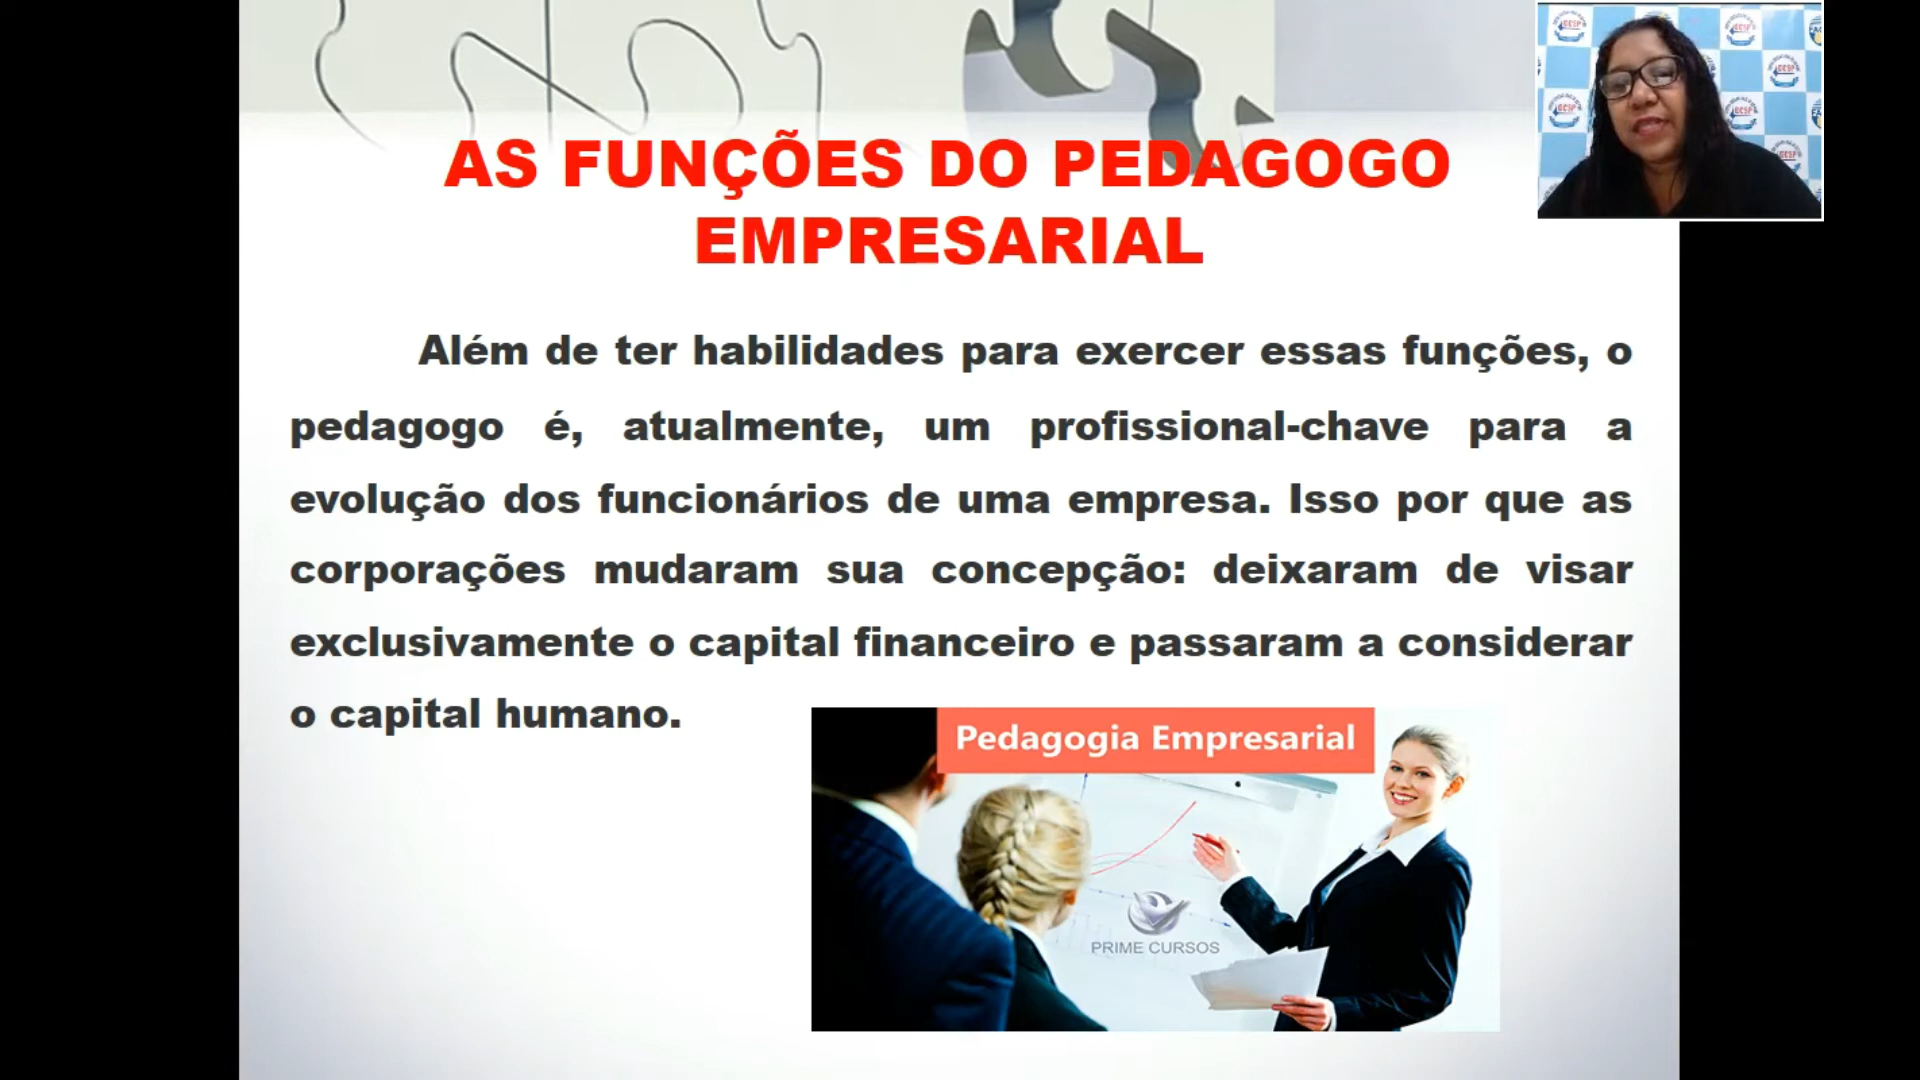 AS FUNÇÕES DO PEDAGOGO
EMPRESARIAL
Além de ter habilidades para exercer essas funções, o
pedagogo é, atualmente, um profissional-chave para a
evolução dos funcionários de uma empresa. Isso por que as
corporações mudaram sua concepção: deixaram de visar
exclusivamente o capital financeiro e passaram a considerar
o capital humano.
Pedagogia Empresarial
PRIME CURSOS